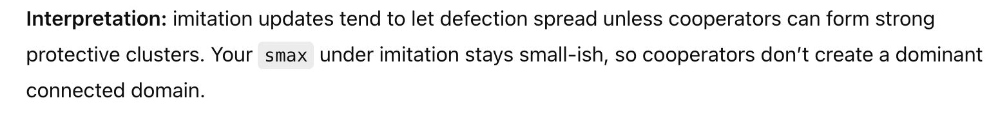 Interpretation: imitation updates tend to let defection spread unless cooperators can form strong
protective clusters. Your smax under imitation stays small-ish, so cooperators don’t create a dominant
connected domain.